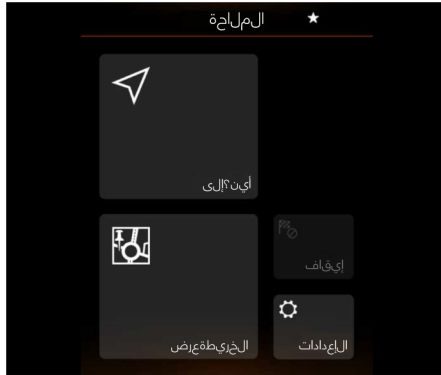 الملاحة
أين؟إلى
إيقاف
الخريطةعرض
الإعدادات